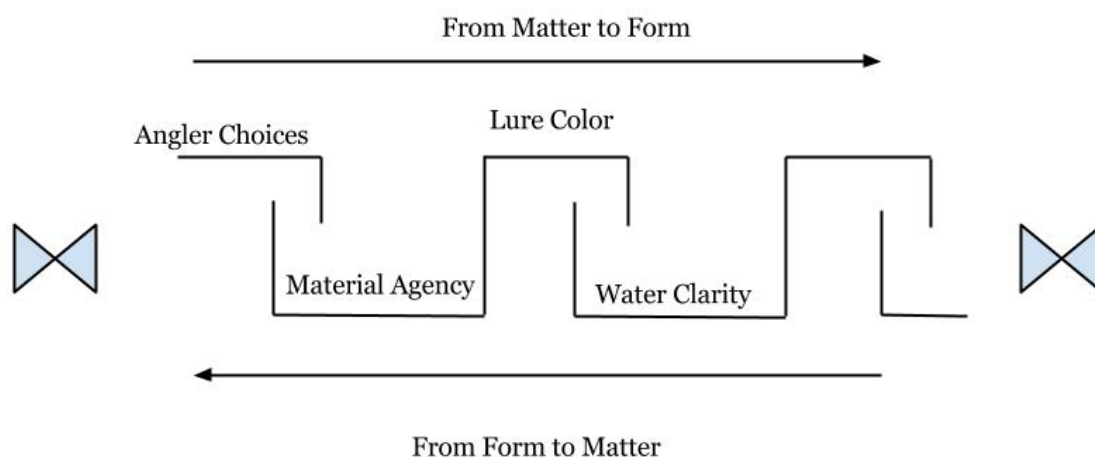 From Matter to Form
Angler Choices
Lure Color
Material Agency
Water Clarity
From Form to Matter